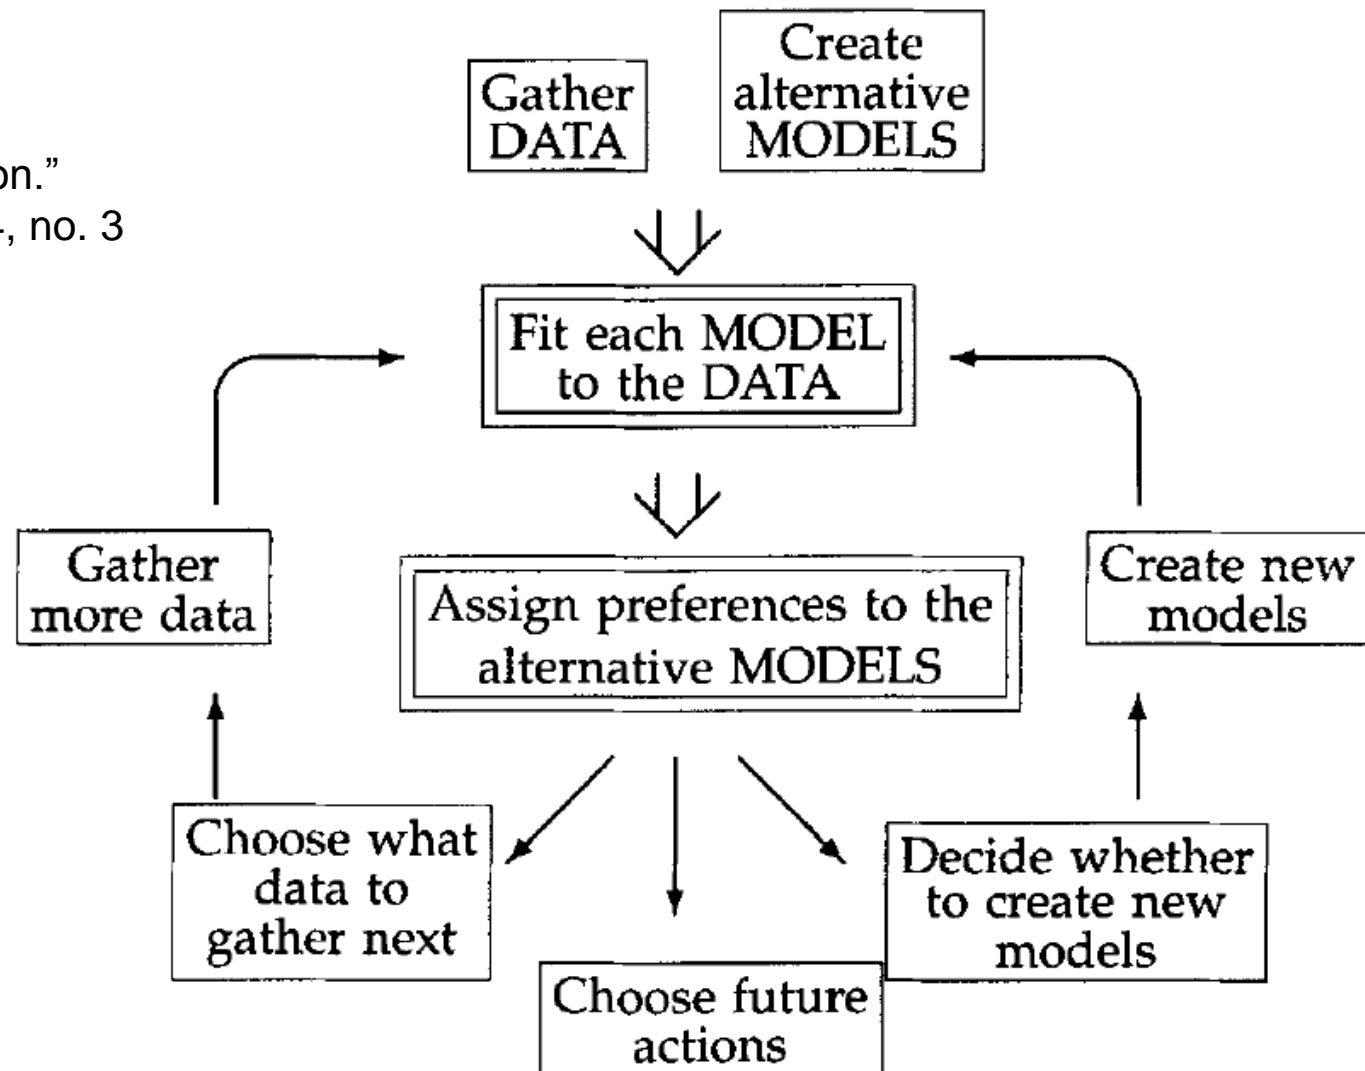 Gather
DATA
Create
alternative
MODELS
on.”
, no. 3
Fit each MODEL
to the DATA
Gather
more data
Assign preferences to the
alternative MODELS
Create new
models
Choose what
data to
gather next
Choose future
actions
Decide whether
to create new
models